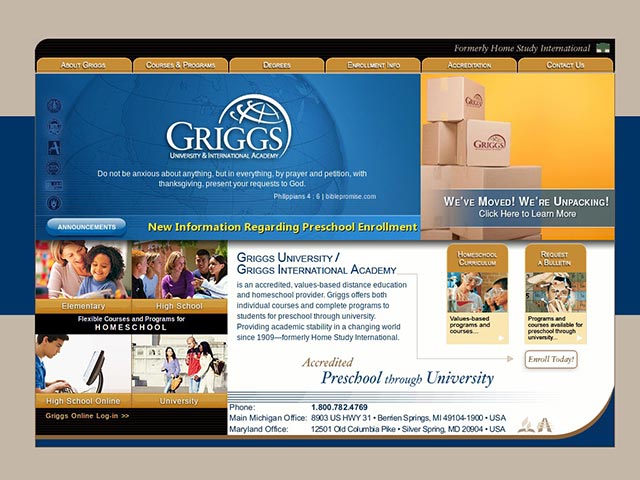 Formerly Home Study International
About Griggs
Courses & Programs
Degrees
Enrollment Info
Accreditation
Contact Us
GRIGGS
University & International Academy
Do not be anxious about anything, but in everything, by prayer and petition, with
thanksgiving, present your requests to God.
Philippians 4 : 6 | biblepromise.com
GRIGGS
GRIGGS
We've Moved! We're Unpacking!
Click Here to Learn More
ANNOUNCEMENTS
New Information Regarding Preschool Enrollment
Elementary
High School
Flexible Courses and Programs for
HOMESCHOOL
High School Online
University
Griggs Online Log-in >>
Griggs University /
Griggs International Academy
is an accredited, values-based distance education
and homeschool provider. Griggs offers both
individual courses and complete programs to
students for preschool through university.
Providing academic stability in a changing world
since 1909—formerly Home Study International.
Homeschool
Curriculum
Values-based
programs and
courses...
Request
a Bulletin
Programs and
courses available for
preschool through
university...
Enroll Today!
Accredited
Preschool through University
Phone: 1.800.782.4769
Main Michigan Office: 8903 US HWY 31 • Berrien Springs, MI 49104-1900 • USA
Maryland Office: 12501 Old Columbia Pike • Silver Spring, MD 20904 • USA